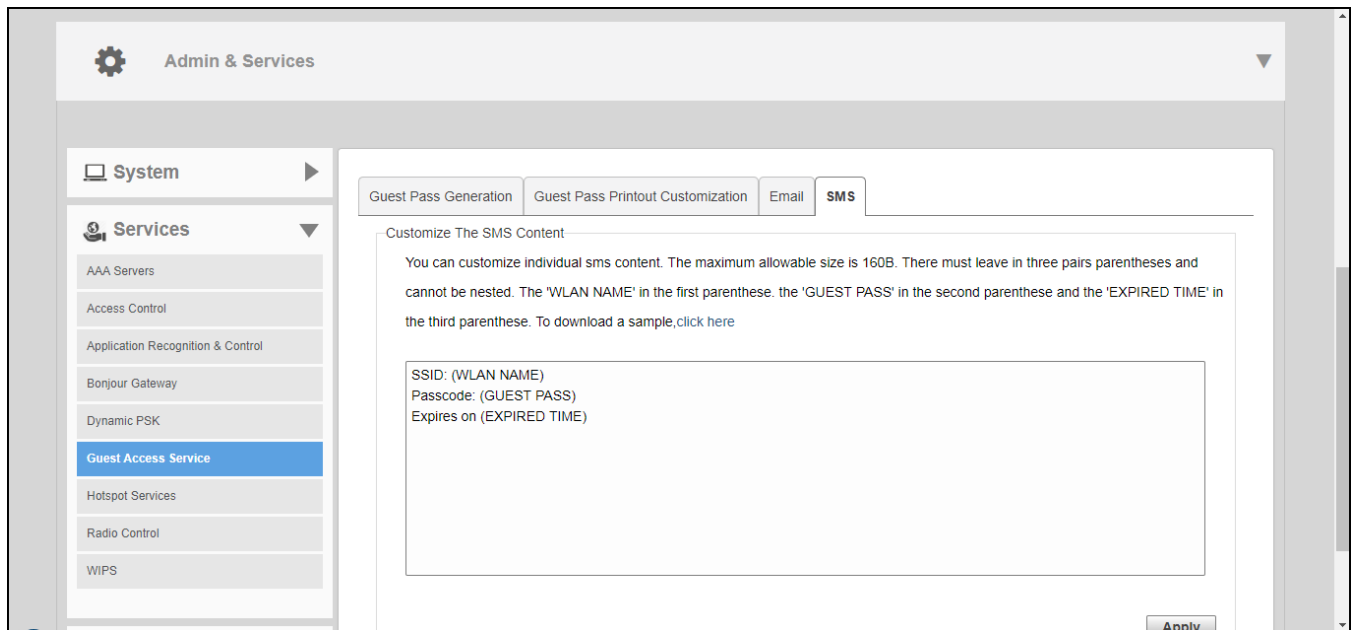 Admin & Services
System
Services
AAA Servers
Access Control
Application Recognition & Control
Bonjour Gateway
Dynamic PSK
Guest Access Service
Hotspot Services
Radio Control
WIPS
Guest Pass Generation
Guest Pass Printout Customization
Email
SMS
Customize The SMS Content
You can customize individual sms content. The maximum allowable size is 160B. There must leave in three pairs parentheses and
cannot be nested. The 'WLAN NAME' in the first parenthese. the 'GUEST PASS' in the second parenthese and the 'EXPIRED TIME' in
the third parenthese. To download a sample,click here
SSID: (WLAN NAME)
Passcode: (GUEST PASS)
Expires on (EXPIRED TIME)
Apply